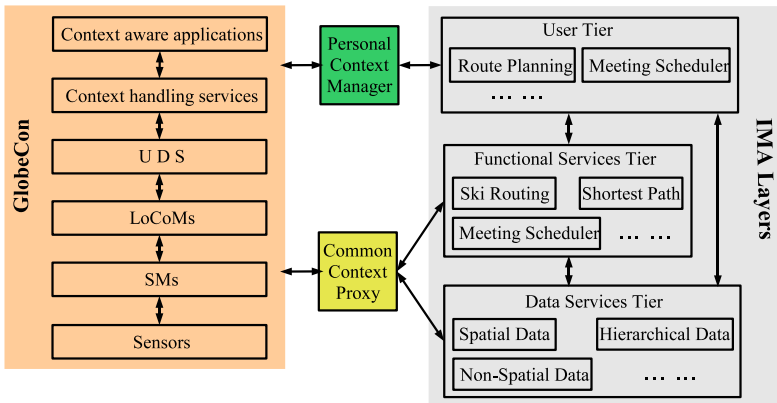 GlobeCon
Context aware applications
Context handling services
U D S
LoCoMs
SMs
Sensors
Personal
Context
Manager
Common
Context
Proxy
IMA Layers
User Tier
Route Planning
Meeting Scheduler
... ...
Functional Services Tier
Ski Routing
Shortest Path
Meeting Scheduler
... ...
Data Services Tier
Spatial Data
Hierarchical Data
Non-Spatial Data
... ...